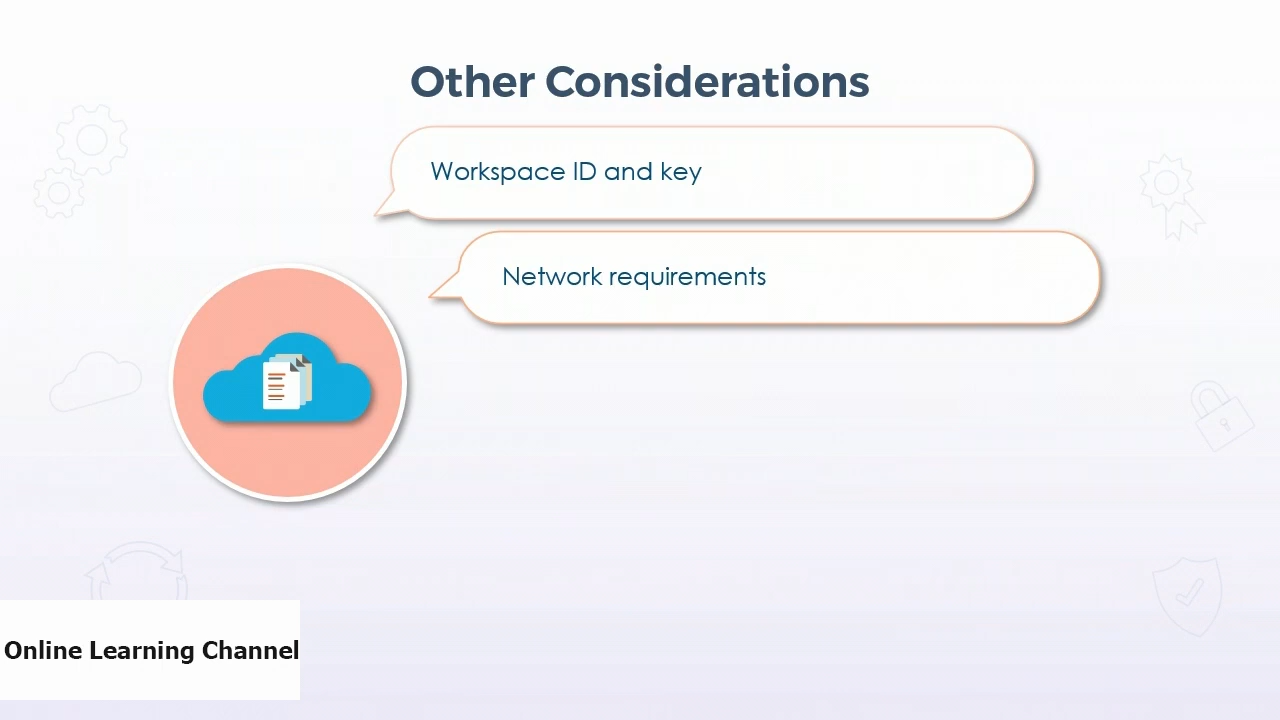 Other Considerations
Workspace ID and key
Network requirements
Online Learning Channel